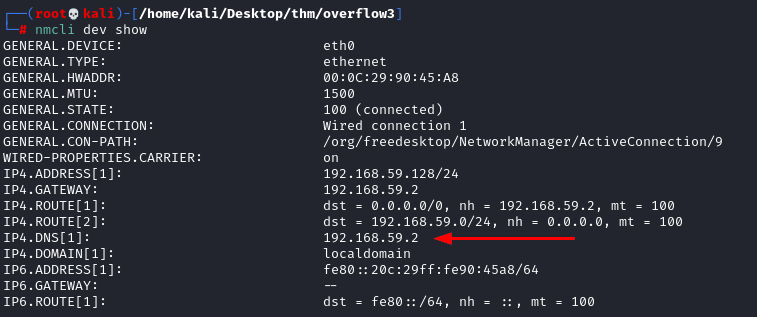 (root💀kali)-[/home/kali/Desktop/thm/overflow3]
# nmcli dev show
GENERAL.DEVICE: eth0
GENERAL.TYPE: ethernet
GENERAL.HWADDR: 00:0C:29:90:45:A8
GENERAL.MTU: 1500
GENERAL.STATE: 100 (connected)
GENERAL.CONNECTION: Wired connection 1
GENERAL.CON-PATH: /org/freedesktop/NetworkManager/ActiveConnection/9
WIRED-PROPERTIES.CARRIER: on
IP4.ADDRESS[1]: 192.168.59.128/24
IP4.GATEWAY: 192.168.59.2
IP4.ROUTE[1]: dst = 0.0.0.0/0, nh = 192.168.59.2, mt = 100
IP4.ROUTE[2]: dst = 192.168.59.0/24, nh = 0.0.0.0, mt = 100
IP4.DNS[1]: 192.168.59.2
IP4.DOMAIN[1]: localdomain
IP6.ADDRESS[1]: fe80::20c:29ff:fe90:45a8/64
IP6.GATEWAY: --
IP6.ROUTE[1]: dst = fe80::/64, nh = ::, mt = 100